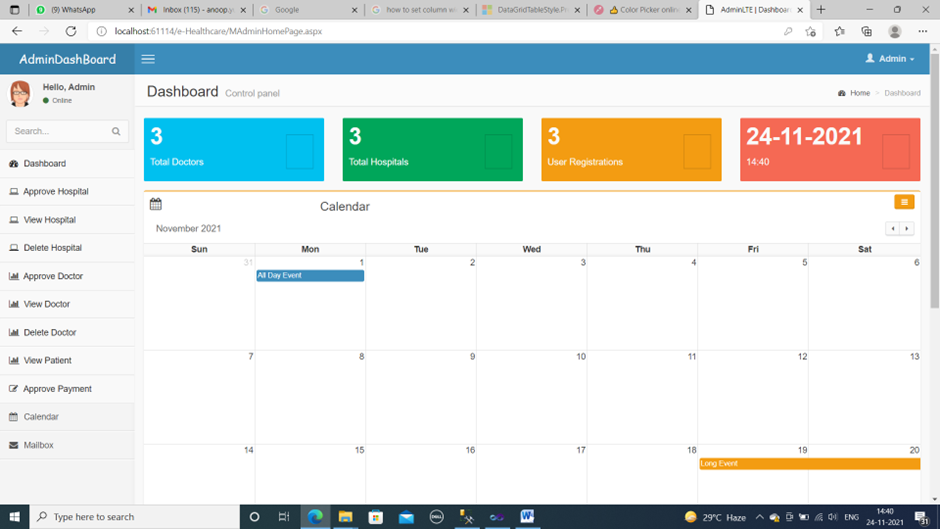 (9) WhatsApp
Inbox (115) - anoop.y
Google
how to set column wi
DataGridTableStyle.Pr
Color Picker online
AdminLTE | Dashboar
localhost:61114/e-Healthcare/MAdminHomePage.aspx
AdminDashBoard
Admin
Hello, Admin
Online
Search...
Dashboard
Approve Hospital
View Hospital
Delete Hospital
Approve Doctor
View Doctor
Delete Doctor
View Patient
Approve Payment
Calendar
Mailbox
Dashboard Control panel
Home > Dashboard
3
Total Doctors
3
Total Hospitals
3
User Registrations
24-11-2021
14:40
Calendar
November 2021
Sun Mon Tue Wed Thu Fri Sat
31 1 2 3 4 5 6
All Day Event
7 8 9 10 11 12 13
14 15 16 17 18 19 20
Long Event
Type here to search
DELL
29°C Haze
ENG
14:40
24-11-2021
31